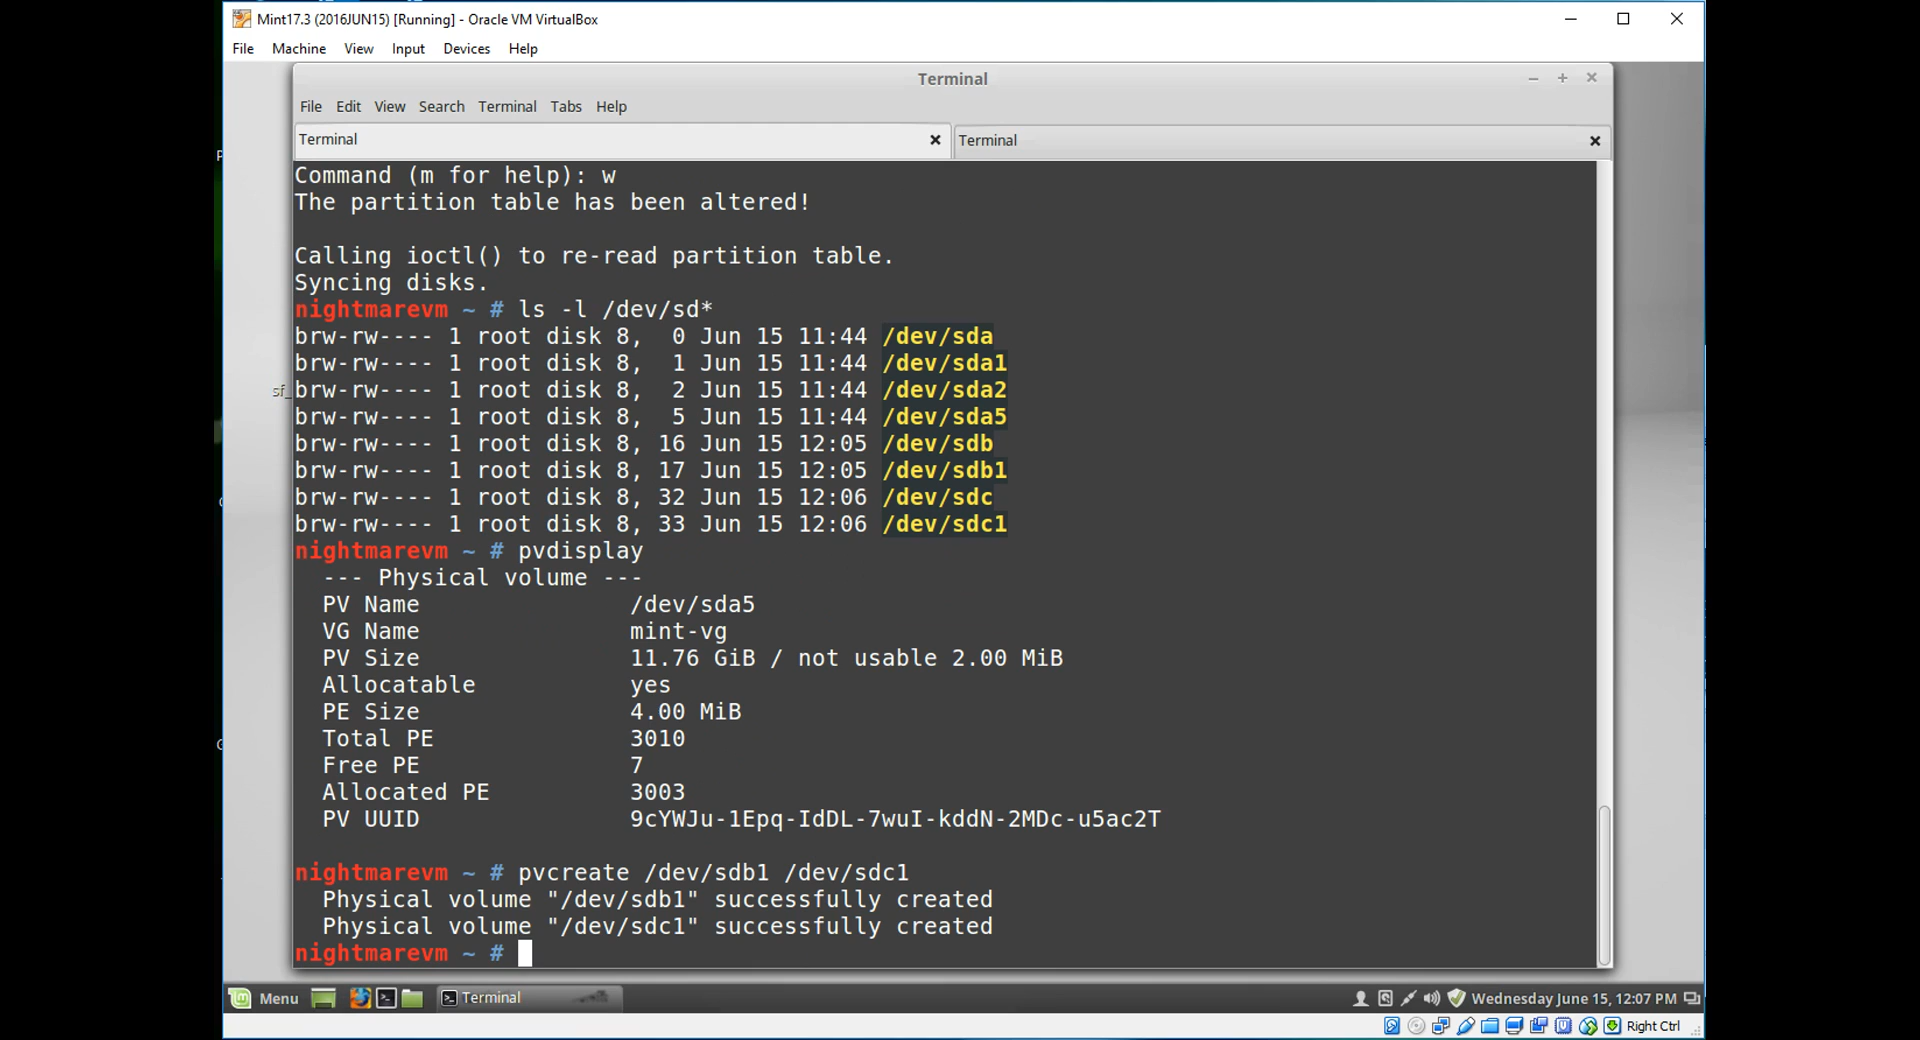 Mint17.3 (2016JUN15) [Running] - Oracle VM VirtualBox
File Machine View Input Devices Help
Terminal
File Edit View Search Terminal Tabs Help
Terminal Terminal
Command (m for help): w
The partition table has been altered!
Calling ioctl() to re-read partition table.
Syncing disks.
nightmarevm ~ # ls -l /dev/sd*
brw-rw---- 1 root disk 8,  0 Jun 15 11:44 /dev/sda
brw-rw---- 1 root disk 8,  1 Jun 15 11:44 /dev/sda1
brw-rw---- 1 root disk 8,  2 Jun 15 11:44 /dev/sda2
brw-rw---- 1 root disk 8,  5 Jun 15 11:44 /dev/sda5
brw-rw---- 1 root disk 8, 16 Jun 15 12:05 /dev/sdb
brw-rw---- 1 root disk 8, 17 Jun 15 12:05 /dev/sdb1
brw-rw---- 1 root disk 8, 32 Jun 15 12:06 /dev/sdc
brw-rw---- 1 root disk 8, 33 Jun 15 12:06 /dev/sdc1
nightmarevm ~ # pvdisplay
--- Physical volume ---
PV Name /dev/sda5
VG Name mint-vg
PV Size 11.76 GiB / not usable 2.00 MiB
Allocatable yes
PE Size 4.00 MiB
Total PE 3010
Free PE 7
Allocated PE 3003
PV UUID 9cYWJu-1Epq-IdDL-7wuI-kddN-2MDc-u5ac2T
nightmarevm ~ # pvcreate /dev/sdb1 /dev/sdc1
Physical volume "/dev/sdb1" successfully created
Physical volume "/dev/sdc1" successfully created
nightmarevm ~ #
Menu Terminal Wednesday June 15, 12:07 PM
Right Ctrl